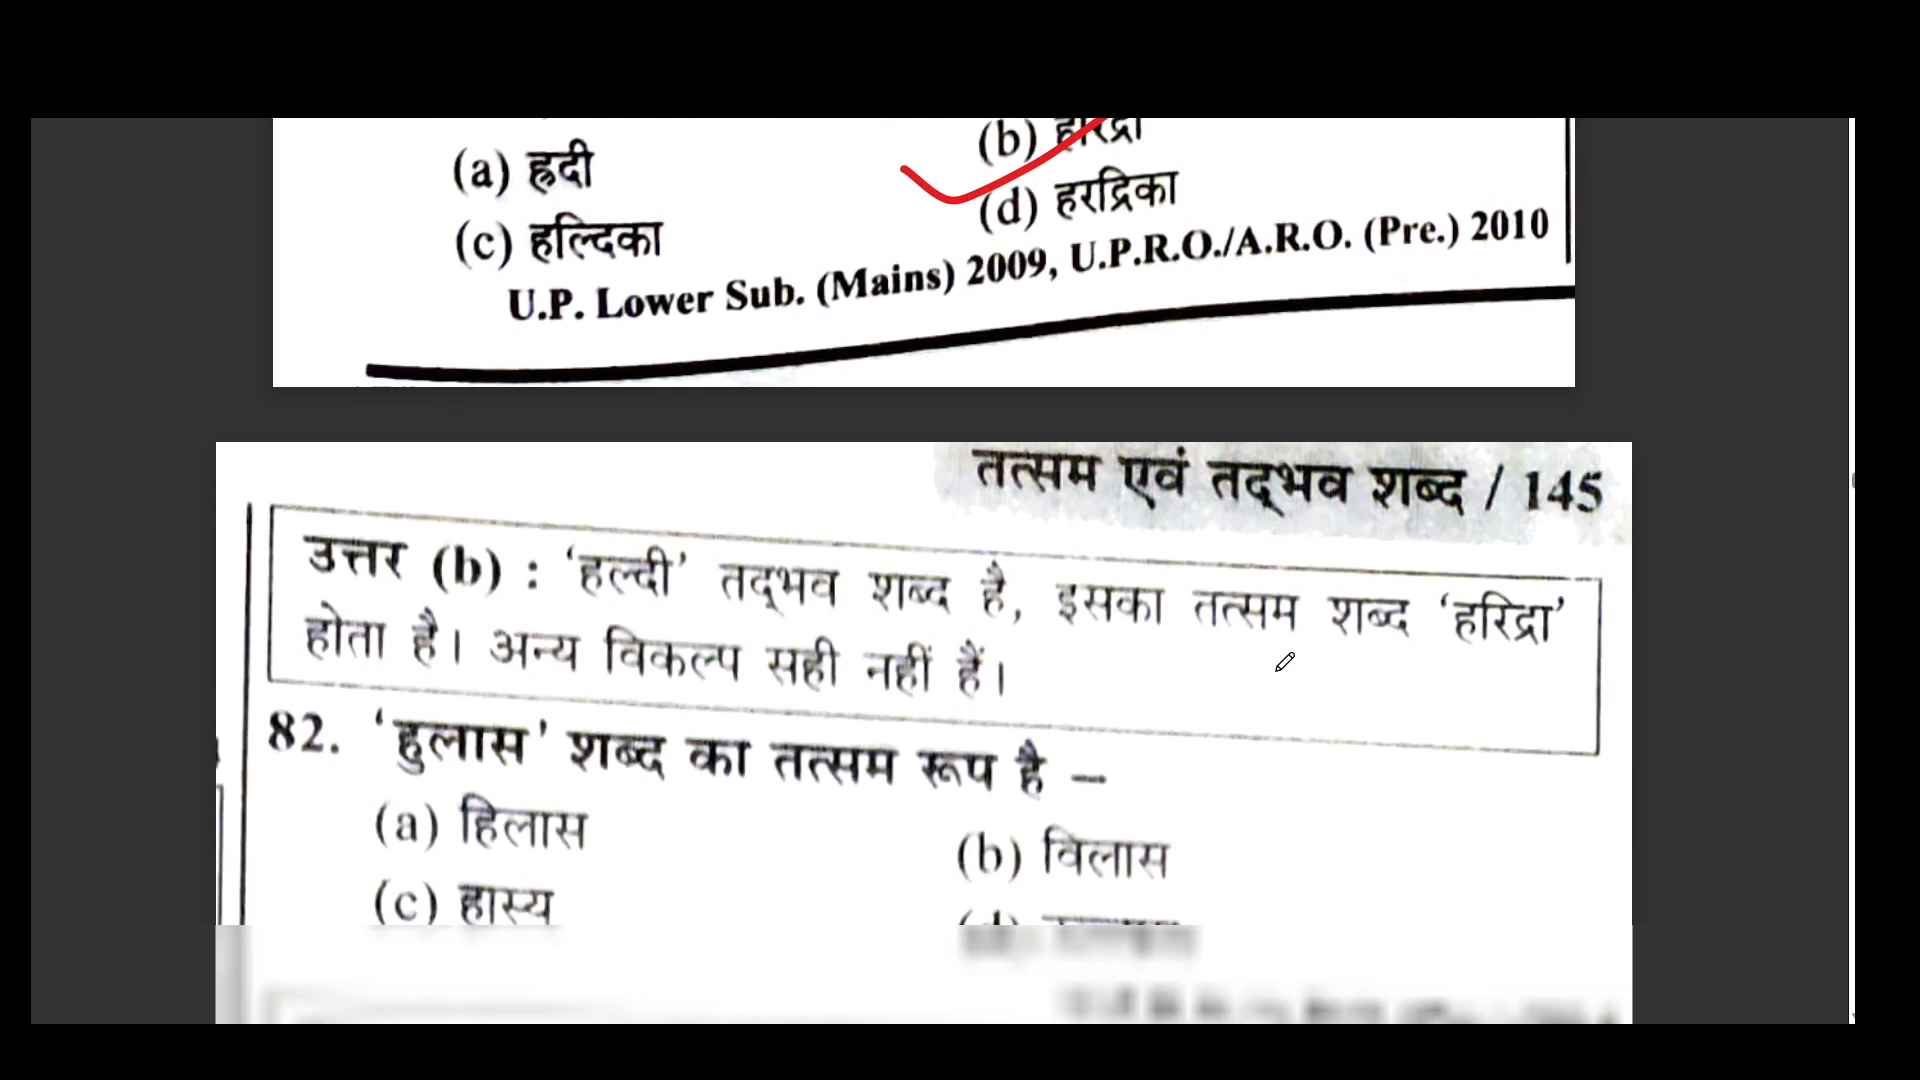 (a) ह्रदी
(b) हरिद्रा
(c) हल्दिका
(d) हरद्रिका
U.P. Lower Sub. (Mains) 2009, U.P.R.O./A.R.O. (Pre.) 2010
तत्सम एवं तद्भव शब्द / 145
उत्तर (b) : ‘हल्दी’ तद्भव शब्द है, इसका तत्सम शब्द ‘हरिद्रा’
होता है। अन्य विकल्प सही नहीं हैं।
82. ‘हुलास’ शब्द का तत्सम रूप है –
(a) हिलास
(b) विलास
(c) हास्य
(d)